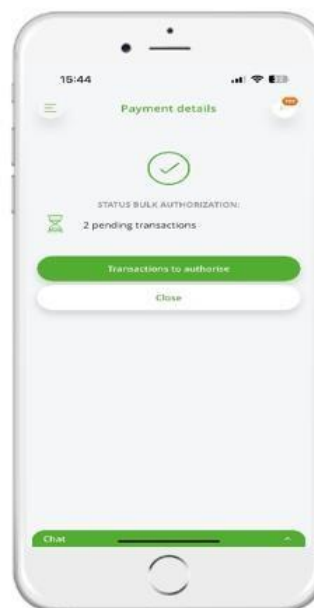 15:44
Payment details
STATUS BULK AUTHORIZATION:
2 pending transactions
Transactions to authorise
Close
Chat